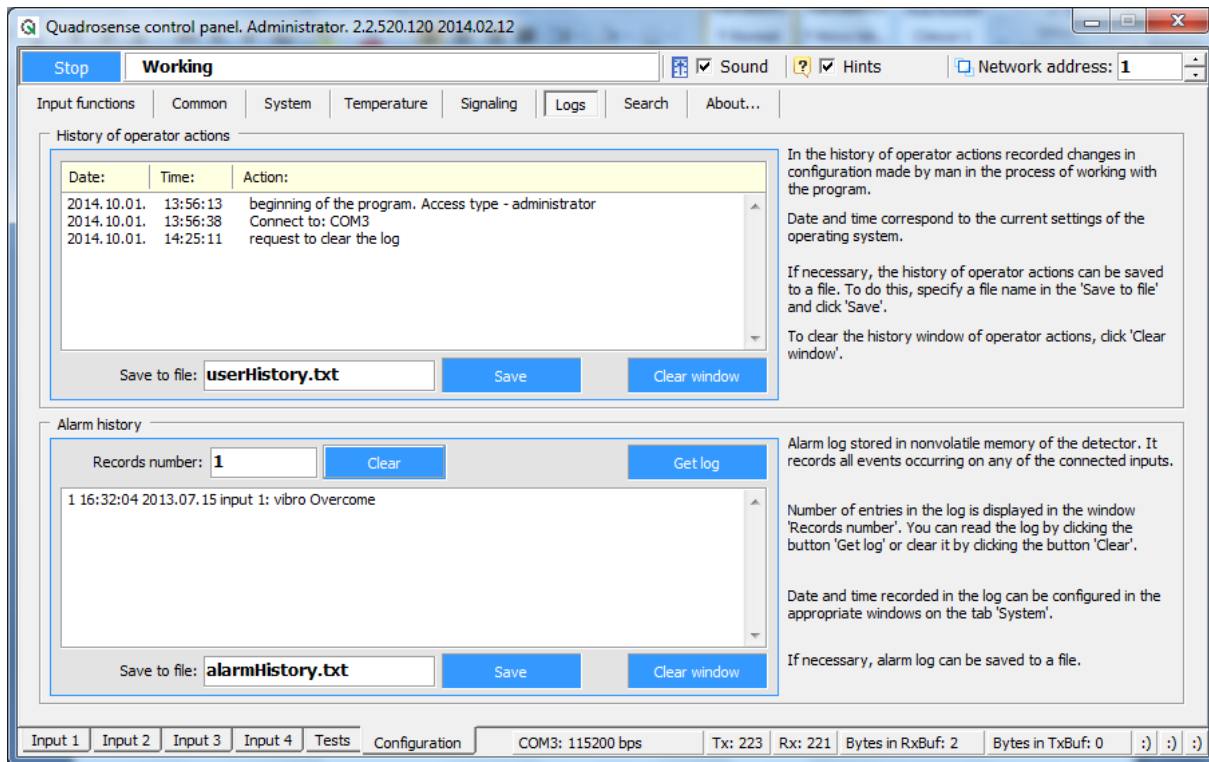 Quadrosense control panel. Administrator. 2.2.520.120 2014.02.12
Stop Working Sound Hints Network address: 1
Input functions Common System Temperature Signaling Logs Search About...
History of operator actions
Date: Time: Action:
2014.10.01. 13:56:13 beginning of the program. Access type - administrator
2014.10.01. 13:56:38 Connect to: COM3
2014.10.01. 14:25:11 request to clear the log
Save to file: userHistory.txt Save Clear window
In the history of operator actions recorded changes in
configuration made by man in the process of working with
the program.
Date and time correspond to the current settings of the
operating system.
If necessary, the history of operator actions can be saved
to a file. To do this, specify a file name in the 'Save to file'
and click 'Save'.
To clear the history window of operator actions, click 'Clear
window'.
Alarm history
Records number: 1 Clear Get log
1 16:32:04 2013.07.15 input 1: vibro Overcome
Save to file: alarmHistory.txt Save Clear window
Alarm log stored in nonvolatile memory of the detector. It
records all events occurring on any of the connected inputs.
Number of entries in the log is displayed in the window
'Records number'. You can read the log by clicking the
button 'Get log' or clear it by clicking the button 'Clear'.
Date and time recorded in the log can be configured in the
appropriate windows on the tab 'System'.
If necessary, alarm log can be saved to a file.
Input 1 Input 2 Input 3 Input 4 Tests Configuration COM3: 115200 bps Tx: 223 Rx: 221 Bytes in RxBuf: 2 Bytes in TxBuf: 0 :) :) :)